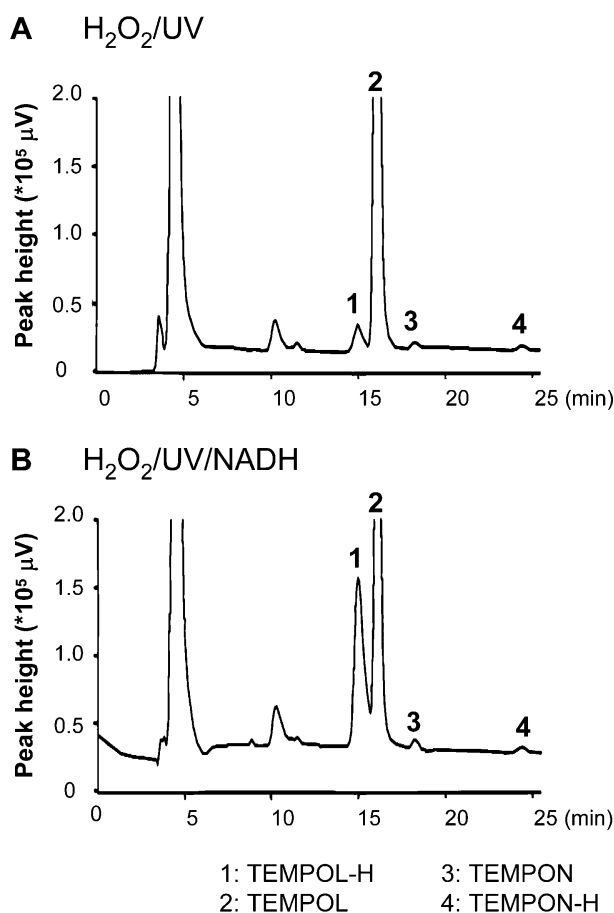 A H₂O₂/UV
Peak height (*10⁵ µV)
2.0
1.5
1.0
0.5
0
1
2
3
4
0 5 10 15 20 25 (min)
B H₂O₂/UV/NADH
Peak height (*10⁵ µV)
2.0
1.5
1.0
0.5
0
1
2
3
4
0 5 10 15 20 25 (min)
1: TEMPOL-H 3: TEMPON
2: TEMPOL 4: TEMPON-H